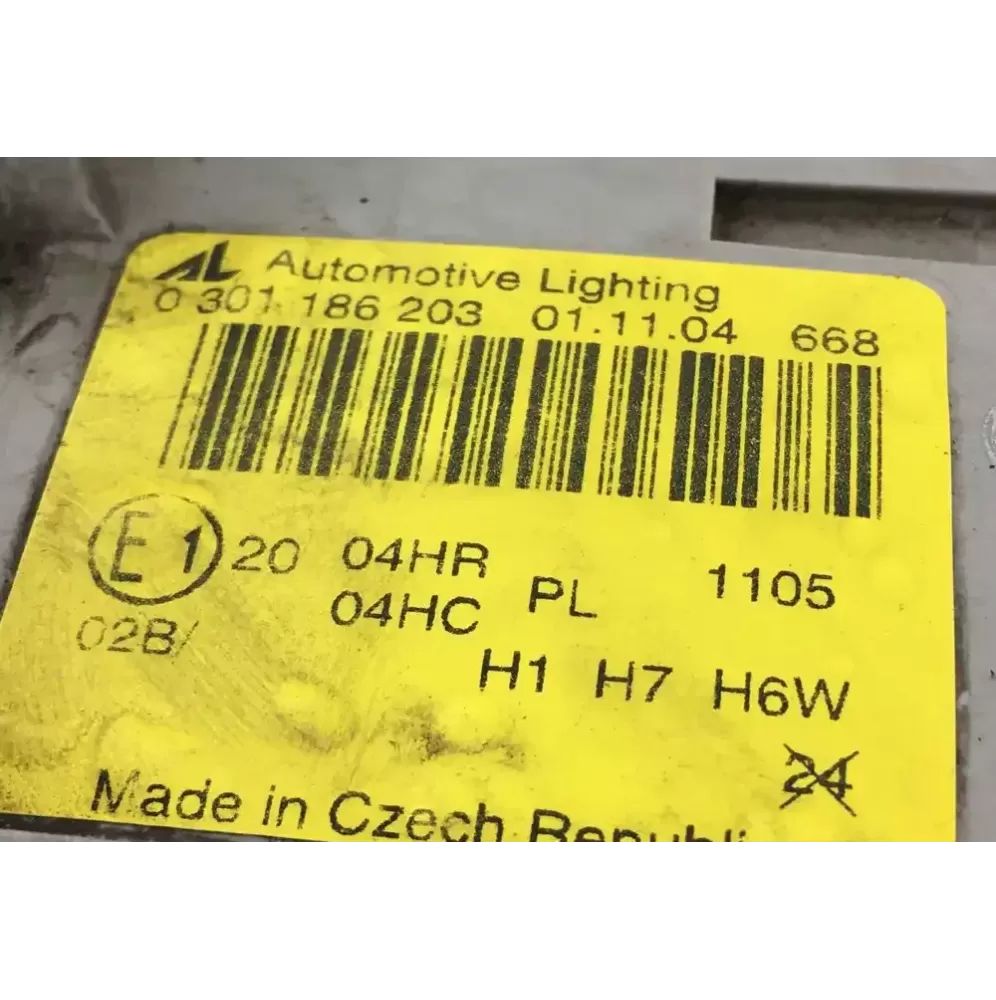 AL Automotive Lighting
0 301 186 203 01.11.04 668
E1 20 04HR PL 1105
02B/ 04HC
H1 H7 H6W
24
Made in Czech Republi